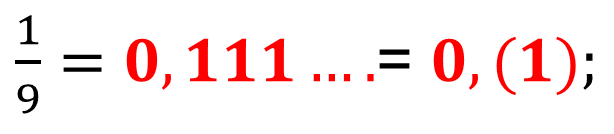 1/9 = 0,111 ... .= 0,(1);